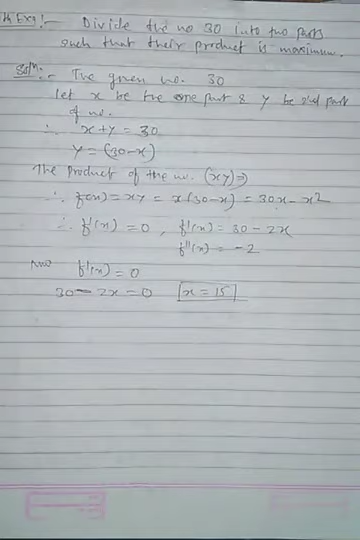 Ex:- Divide the no 30 into two parts
such that their product is maximum.
Solⁿ:- The given no. 30
Let x be the one part & y be 2nd part
of no.
∴ x+y = 30
y = (30-x)
The product of the no. (xy) ⇒
∴ f(x) = xy = x(30-x) = 30x - x²
∴ f'(x) = 0, f'(x) = 30 - 2x
f''(x) = -2
Now f'(x) = 0
30 - 2x = 0 x = 15